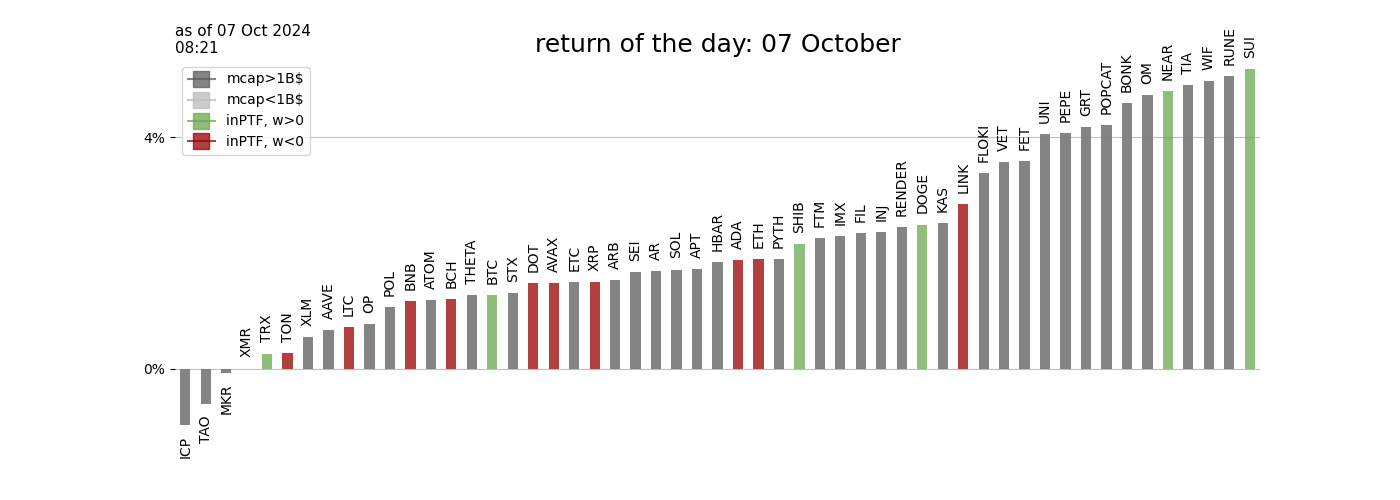 as of 07 Oct 2024
08:21
return of the day: 07 October
mcap>1B$
mcap<1B$
inPTF, w>0
inPTF, w<0
4%
0%
ICP
TAO
MKR
XMR
TRX
TON
XLM
AAVE
LTC
OP
POL
BNB
ATOM
BCH
THETA
BTC
STX
DOT
AVAX
ETC
XRP
ARB
SEI
AR
SOL
APT
HBAR
ADA
ETH
PYTH
SHIB
FTM
IMX
FIL
INJ
RENDER
DOGE
KAS
LINK
FLOKI
VET
FET
UNI
PEPE
GRT
POPCAT
BONK
OM
NEAR
TIA
WIF
RUNE
SUI